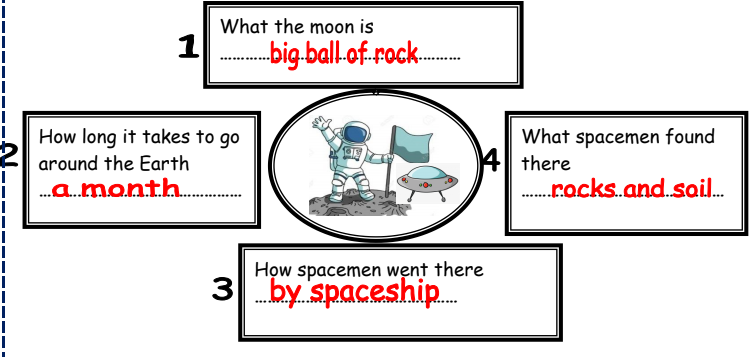 1
What the moon is
big ball of rock
2
How long it takes to go
around the Earth
a month
3
How spacemen went there
by spaceship
4
What spacemen found
there
rocks and soil